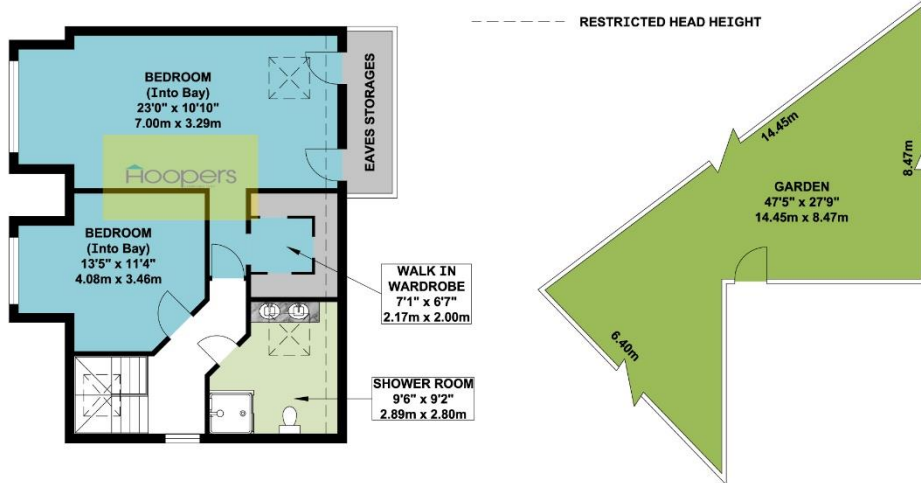 RESTRICTED HEAD HEIGHT
BEDROOM
(Into Bay)
23'0" x 10'10"
7.00m x 3.29m
EAVES STORAGES
Hoopers
BEDROOM
(Into Bay)
13'5" x 11'4"
4.08m x 3.46m
WALK IN
WARDROBE
7'1" x 6'7"
2.17m x 2.00m
SHOWER ROOM
9'6" x 9'2"
2.89m x 2.80m
14.45m
8.47m
GARDEN
47'5" x 27'9"
14.45m x 8.47m
6.40m